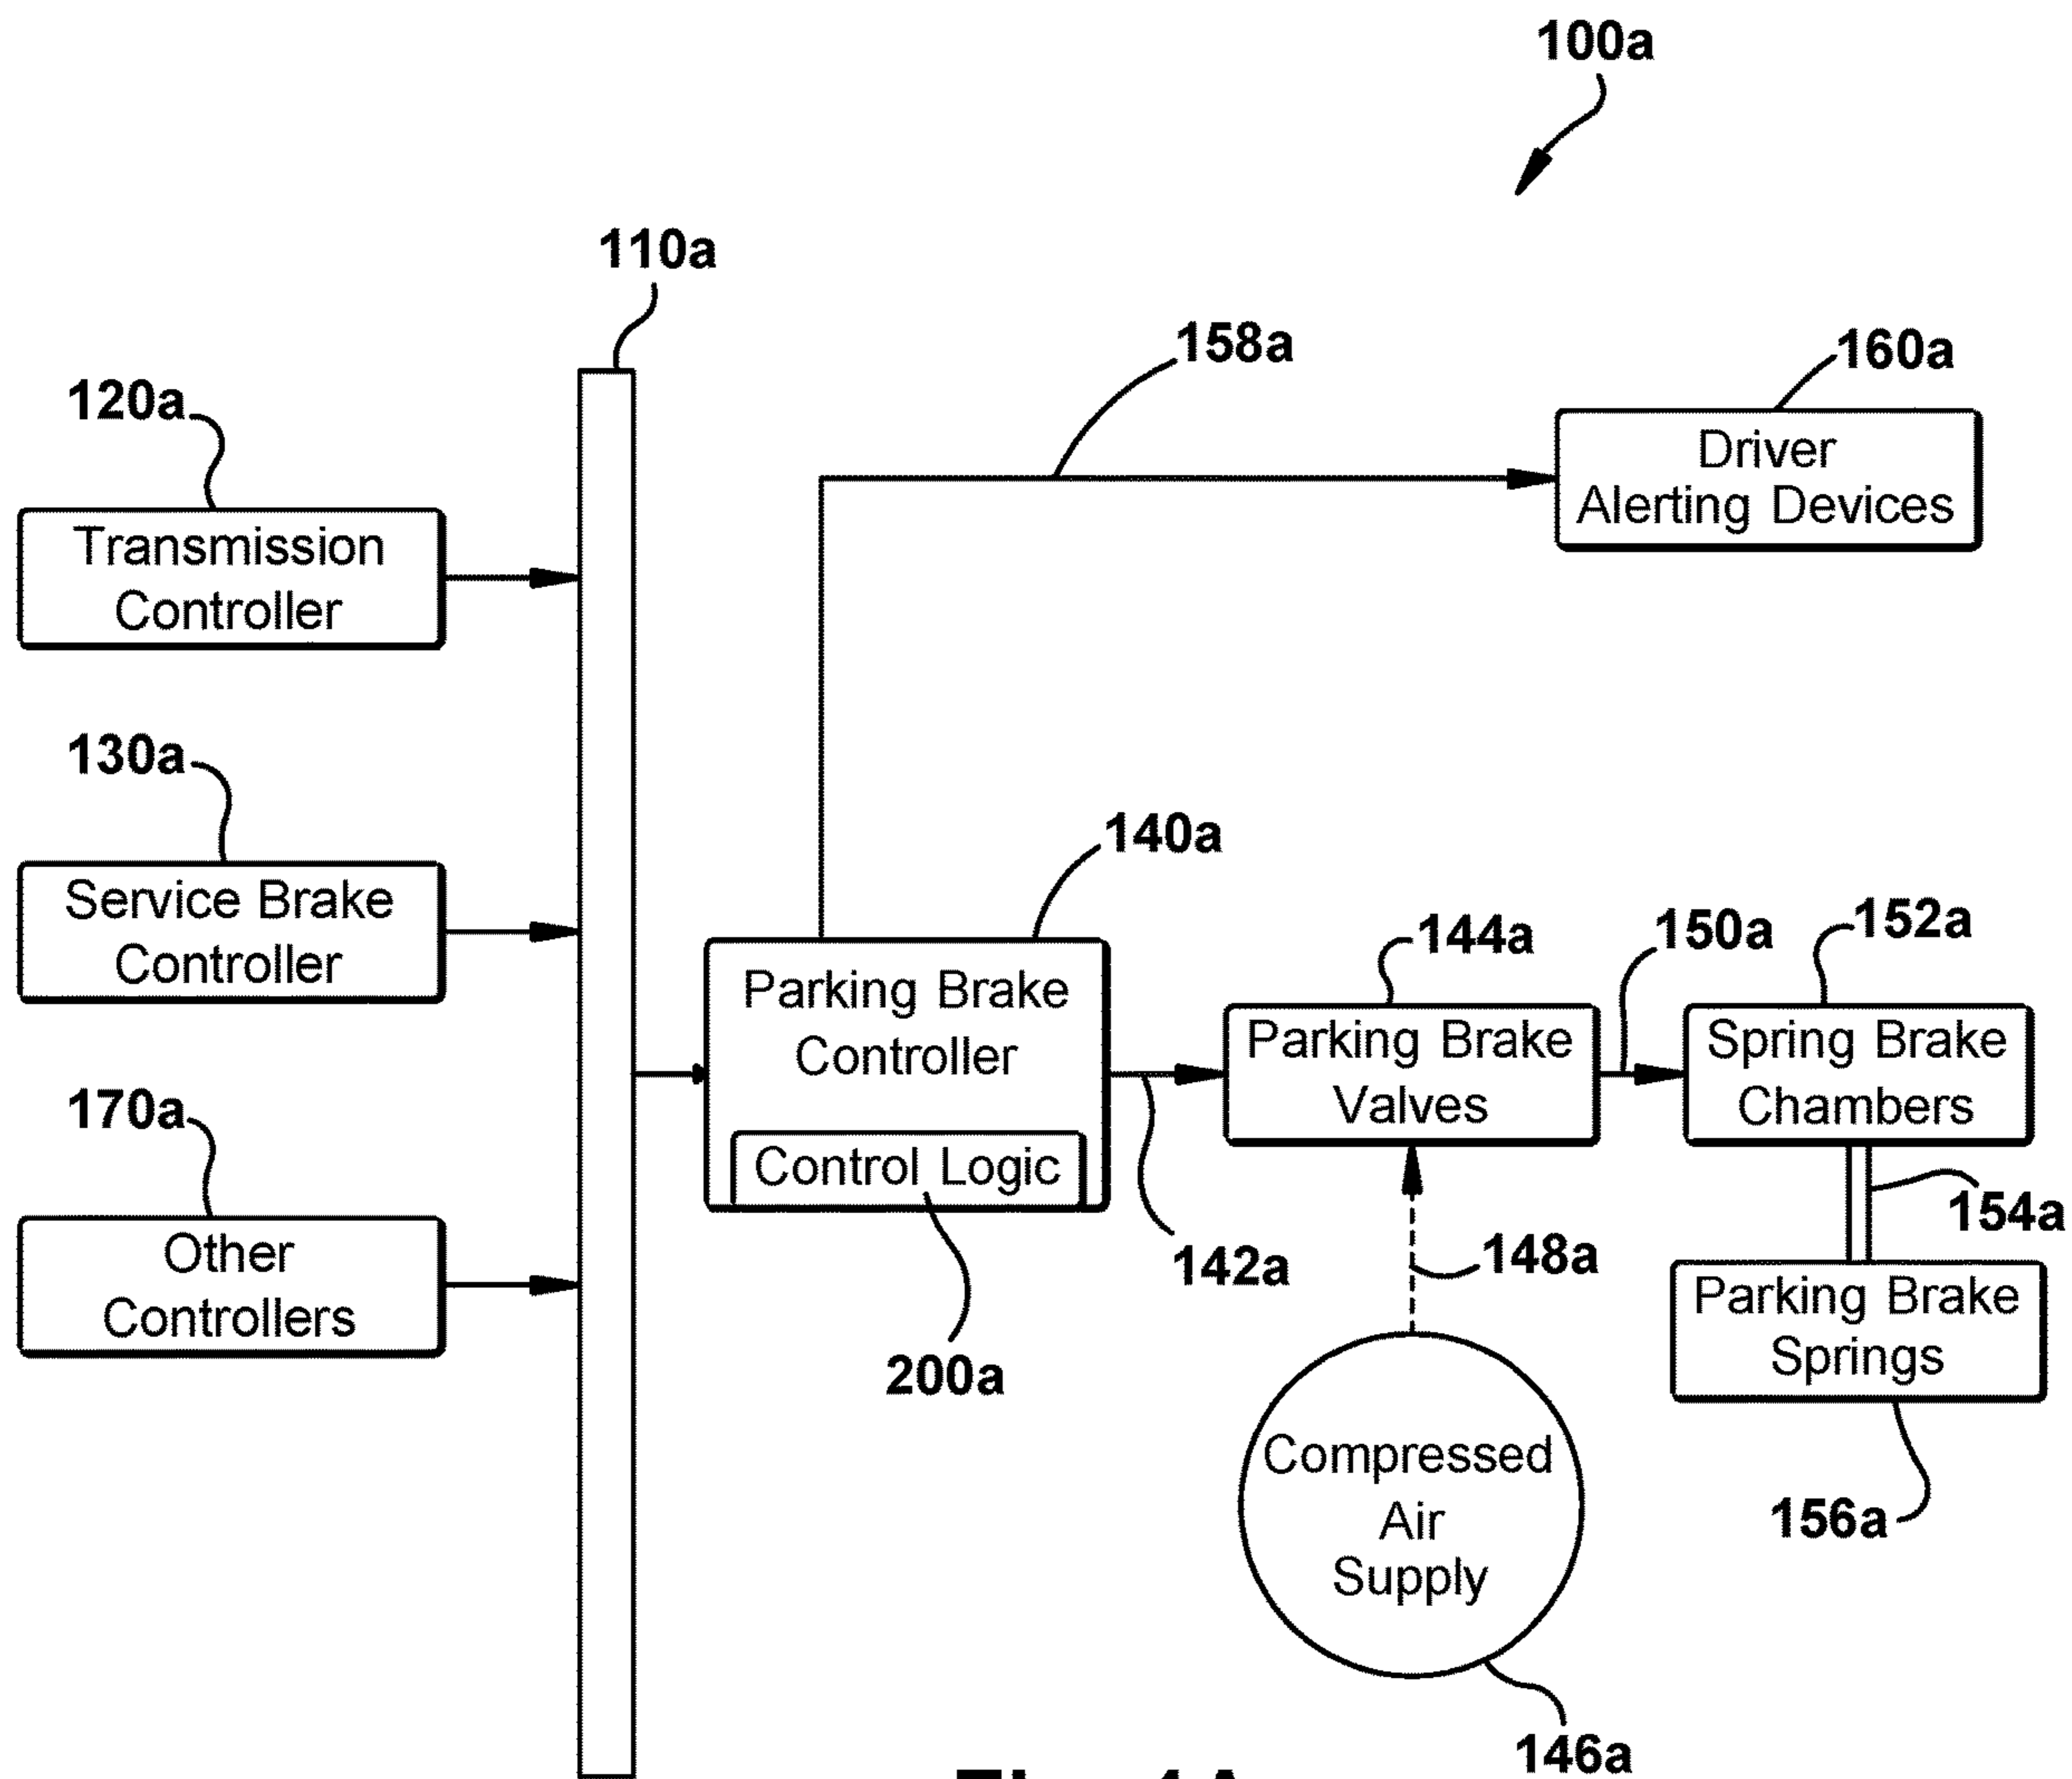 100a
110a
158a
160a
120a
Driver
Alerting Devices
Transmission
Controller
130a
140a
Service Brake
Controller
144a
150a
152a
Parking Brake
Controller
Parking Brake
Valves
Spring Brake
Chambers
170a
Control Logic
154a
142a
148a
Other
Controllers
Parking Brake
Springs
200a
Compressed
Air
Supply
156a
146a